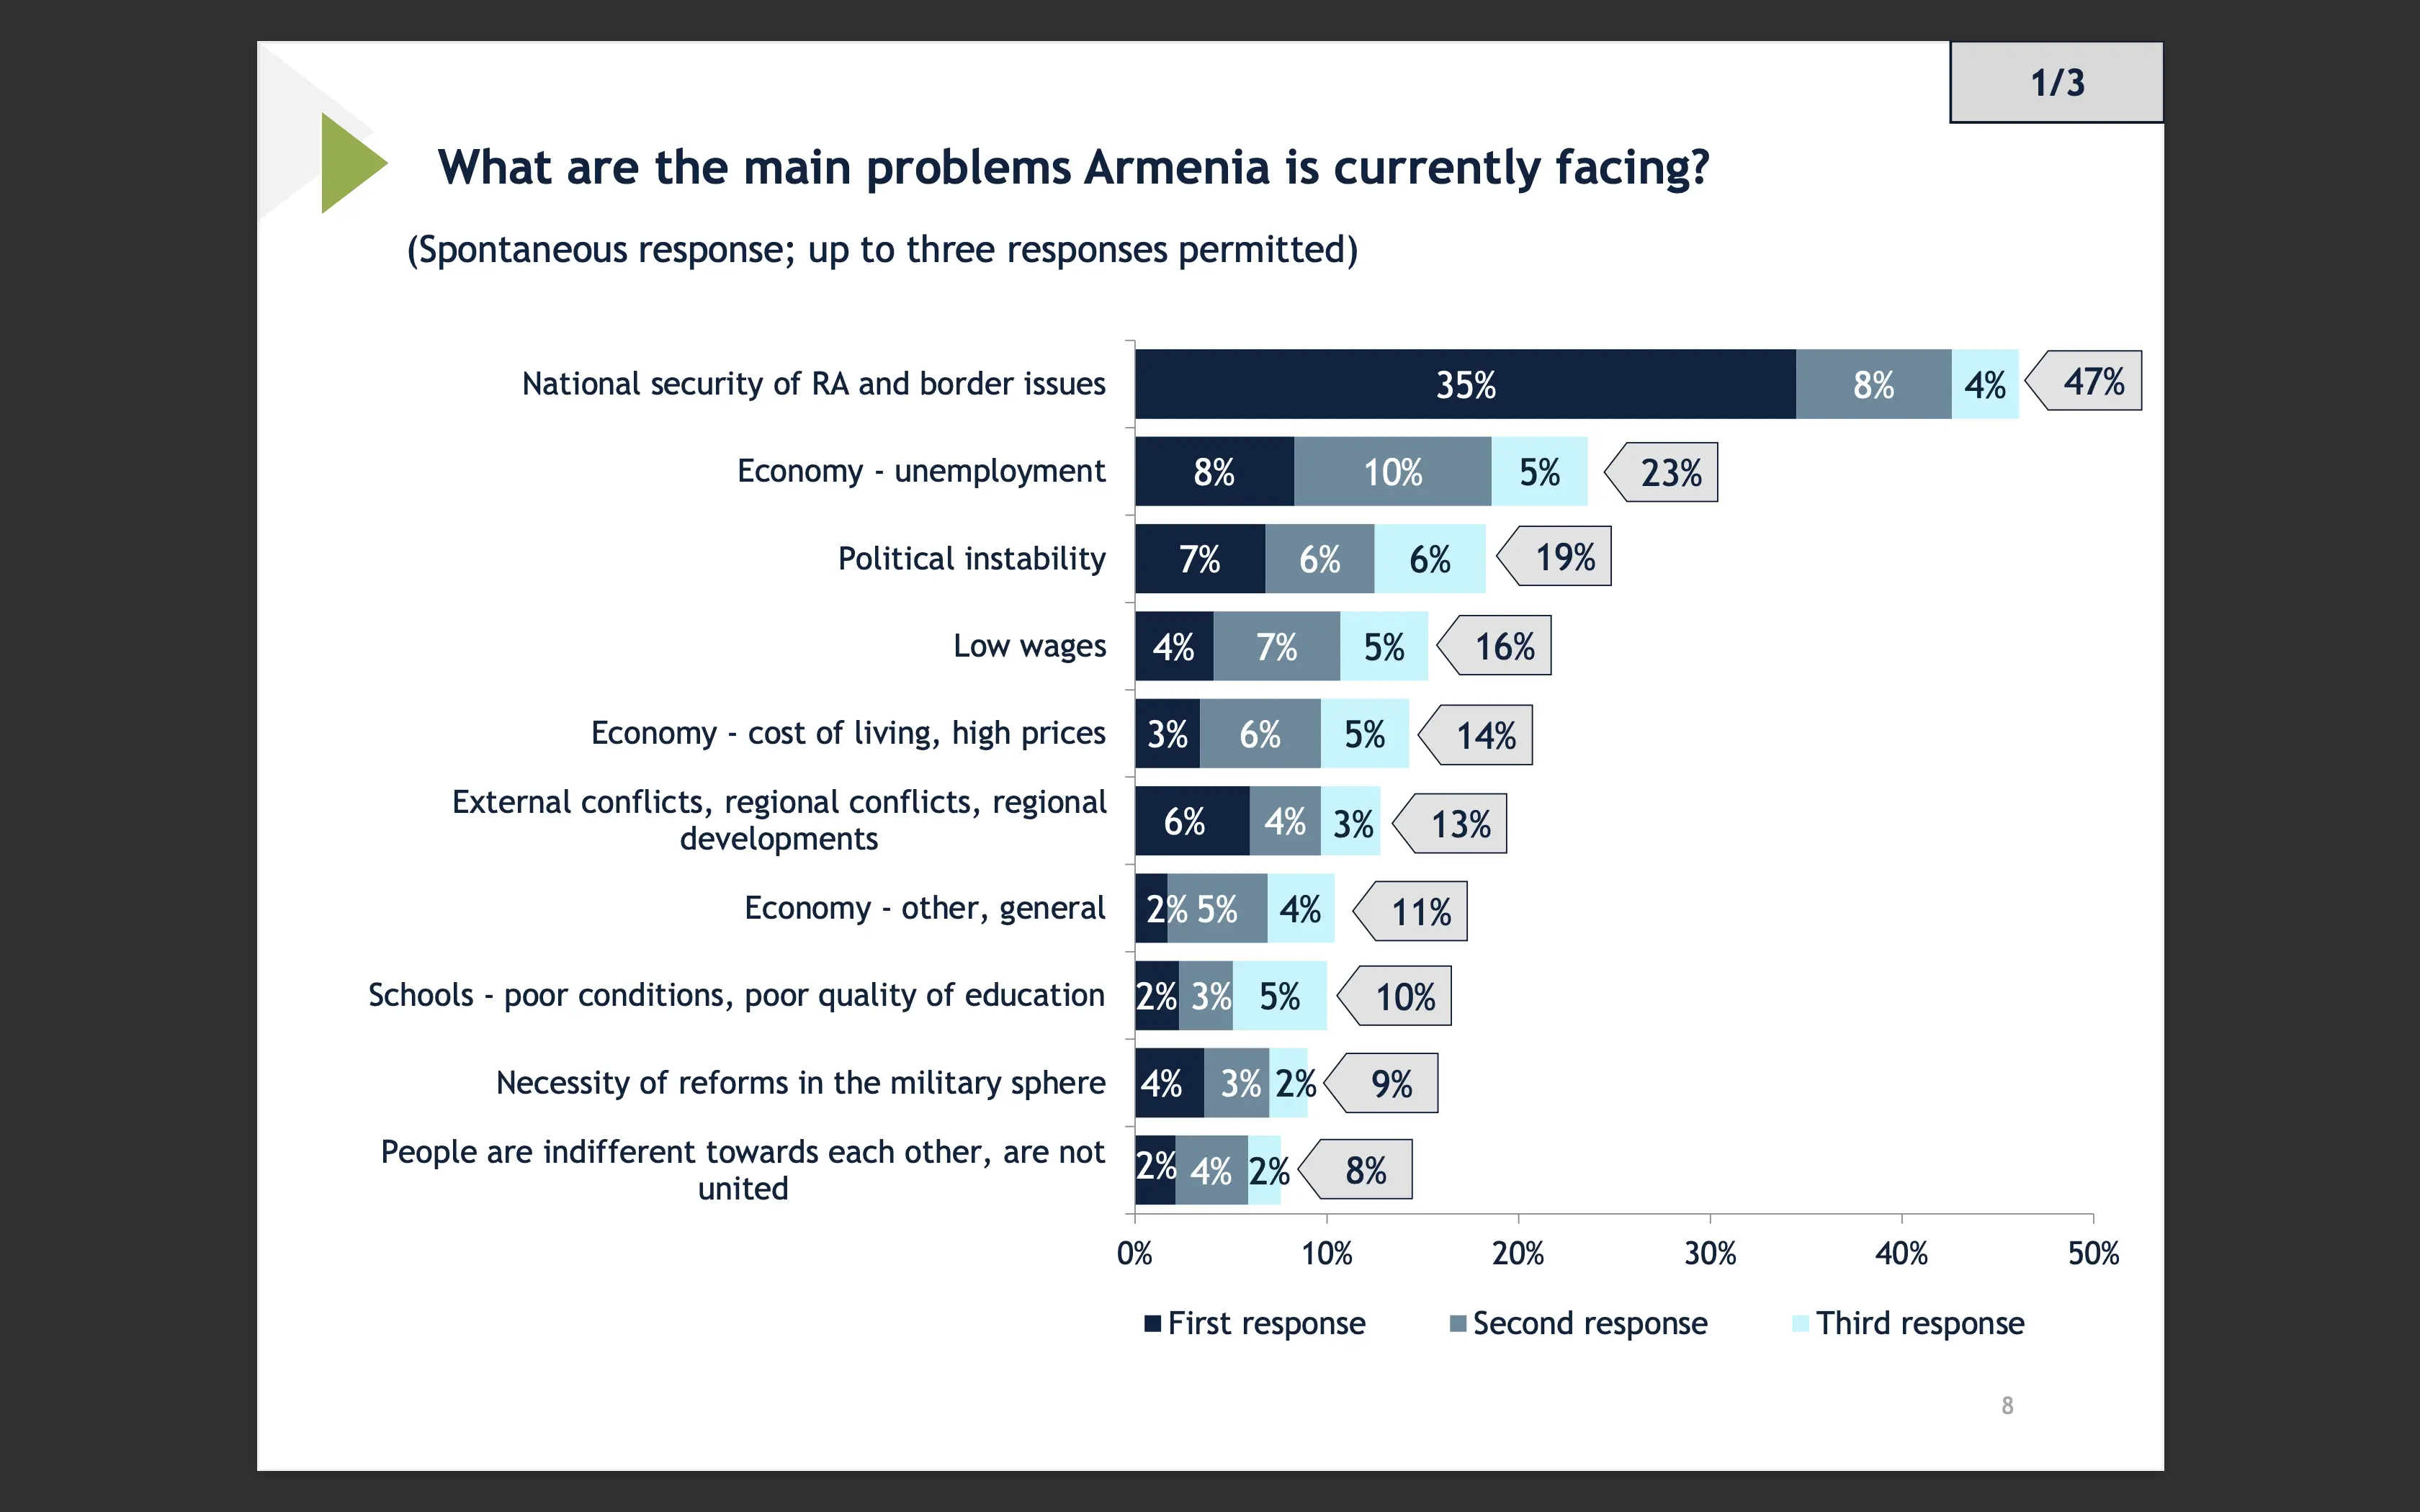 1/3
What are the main problems Armenia is currently facing?
(Spontaneous response; up to three responses permitted)
National security of RA and border issues
35%
8%
4%
47%
Economy - unemployment
8%
10%
5%
23%
Political instability
7%
6%
6%
19%
Low wages
4%
7%
5%
16%
Economy - cost of living, high prices
3%
6%
5%
14%
External conflicts, regional conflicts, regional
developments
6%
4%
3%
13%
Economy - other, general
2%
5%
4%
11%
Schools - poor conditions, poor quality of education
2%
3%
5%
10%
Necessity of reforms in the military sphere
4%
3%
2%
9%
People are indifferent towards each other, are not
united
2%
4%
2%
8%
0%
10%
20%
30%
40%
50%
First response
Second response
Third response
8